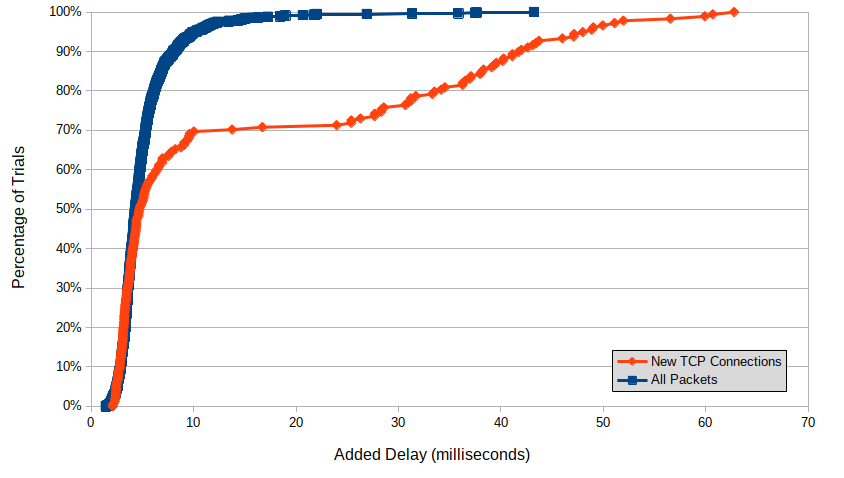 100%
90%
80%
70%
60%
50%
40%
30%
20%
10%
0%
Percentage of Trials
New TCP Connections
All Packets
0 10 20 30 40 50 60 70
Added Delay (milliseconds)